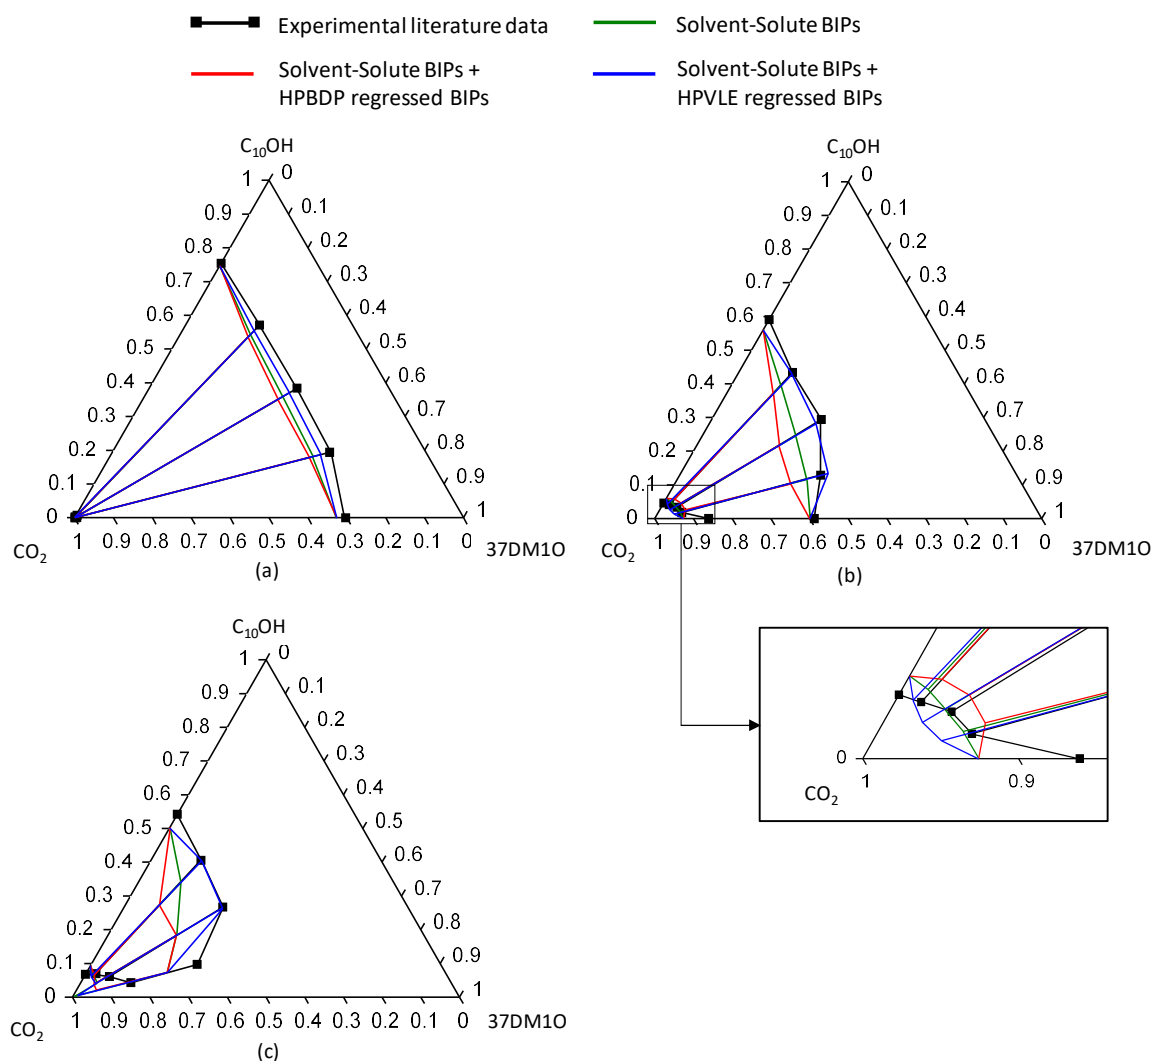 Experimental literature data
Solvent-Solute BIPs
Solvent-Solute BIPs +
HPBDP regressed BIPs
Solvent-Solute BIPs +
HPVLE regressed BIPs
C₁₀OH
1 0
0.9 0.1
0.8 0.2
0.7 0.3
0.6 0.4
0.5 0.5
0.4 0.6
0.3 0.7
0.2 0.8
0.1 0.9
0 1
1 0.9 0.8 0.7 0.6 0.5 0.4 0.3 0.2 0.1 0
CO₂ 37DM1O
(a)
C₁₀OH
1 0
0.9 0.1
0.8 0.2
0.7 0.3
0.6 0.4
0.5 0.5
0.4 0.6
0.3 0.7
0.2 0.8
0.1 0.9
0 1
1 0.9 0.8 0.7 0.6 0.5 0.4 0.3 0.2 0.1 0
CO₂ 37DM1O
(b)
0
1 0.9
CO₂
C₁₀OH
1 0
0.9 0.1
0.8 0.2
0.7 0.3
0.6 0.4
0.5 0.5
0.4 0.6
0.3 0.7
0.2 0.8
0.1 0.9
0 1
1 0.9 0.8 0.7 0.6 0.5 0.4 0.3 0.2 0.1 0
CO₂ 37DM1O
(c)